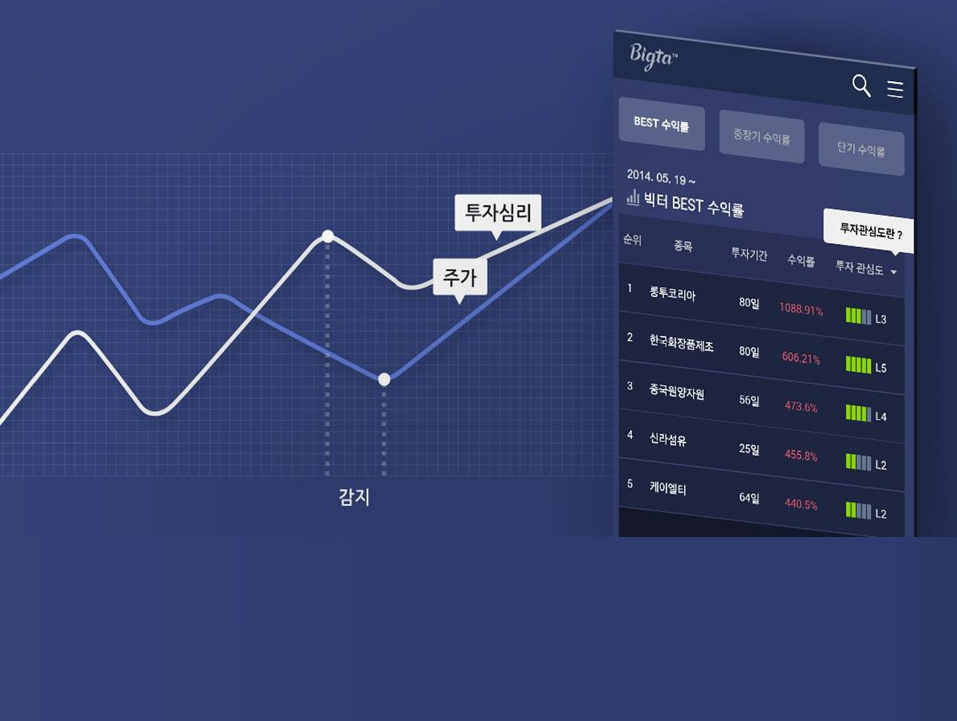 Bigta™
BEST 수익률
중장기 수익률
단기 수익률
2014. 05. 19 ~
빅터 BEST 수익률
투자관심도란 ?
순위 종목 투자기간 수익률 투자 관심도
1 룽투코리아 80일 1088.91% L3
2 한국화장품제조 80일 606.21% L5
3 중국원양자원 56일 473.6% L4
4 신라섬유 25일 455.8% L2
5 케이엘티 64일 440.5% L2
투자심리
주가
감지